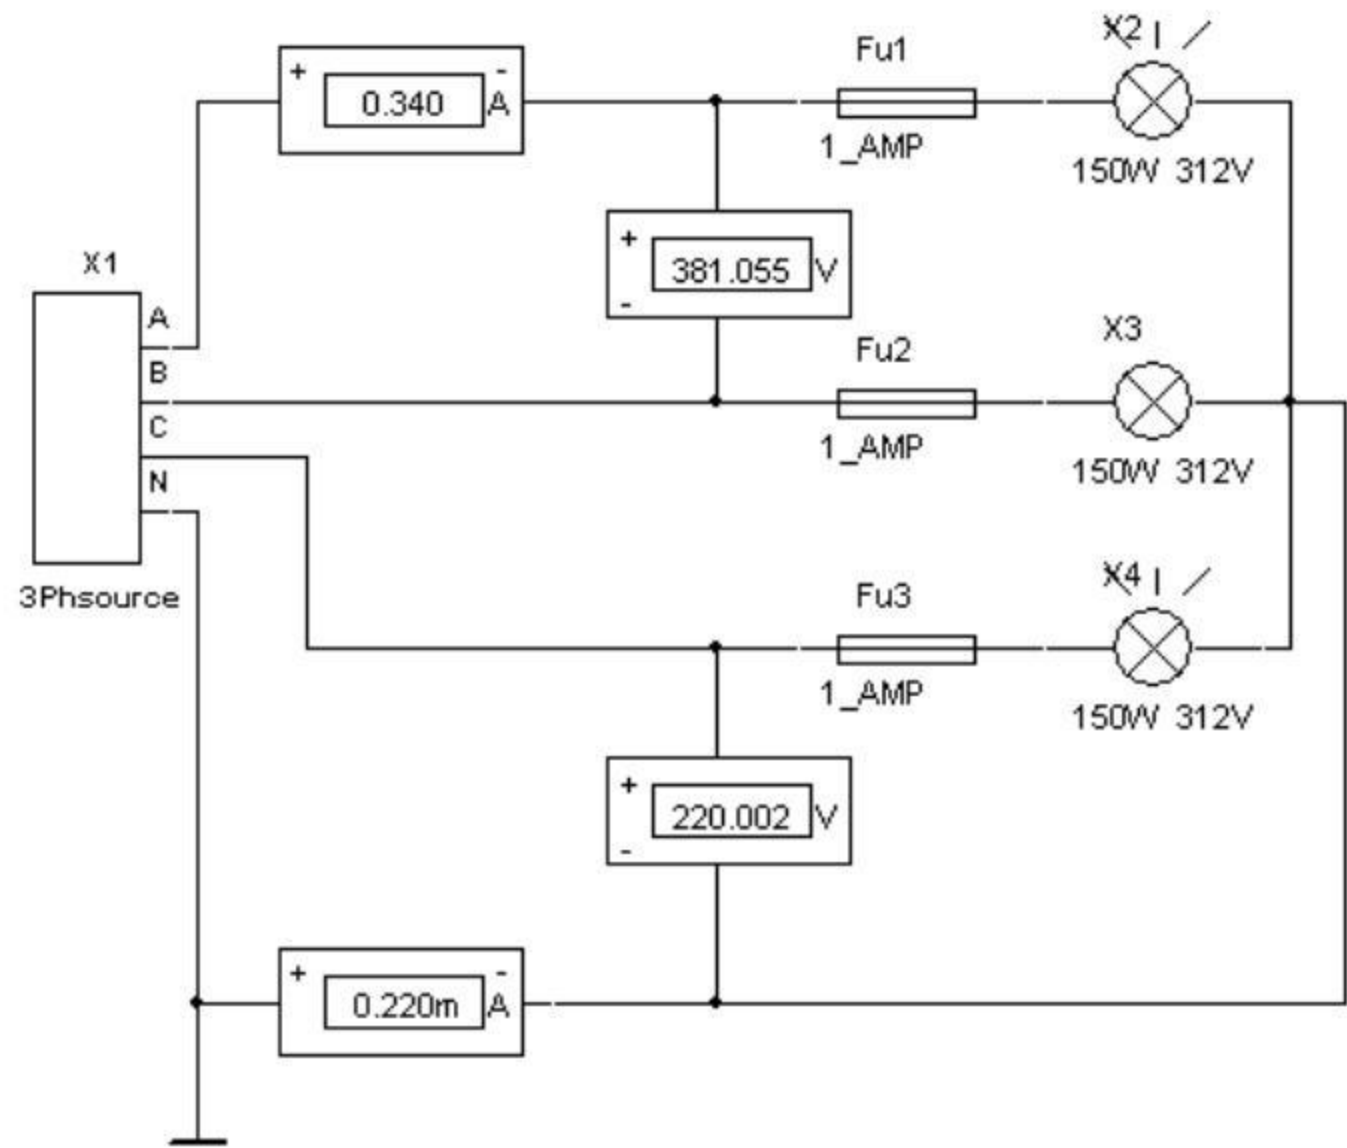 X2
Fu1
+ -
0.340 A
1_AMP
150W 312V
+
381.055 V
-
X1
A
B
C
N
3Phsource
X3
Fu2
1_AMP
150W 312V
X4
Fu3
1_AMP
150W 312V
+
220.002 V
-
+ -
0.220m A